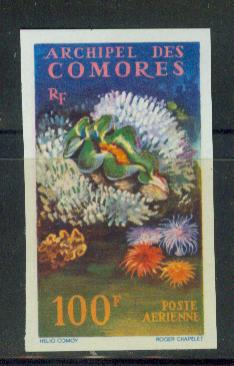 ARCHIPEL DES
COMORES
RF
100F
POSTE
AERIENNE
HELIO COMOY
ROGER CHAPELET